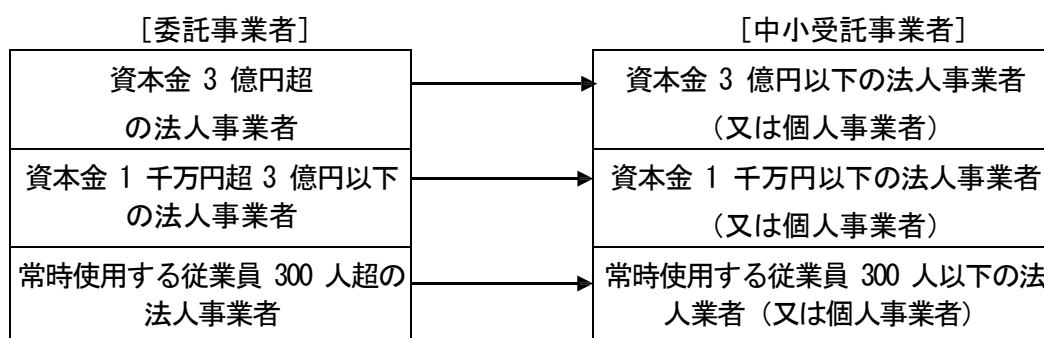 ［委託事業者］
［中小受託事業者］
資本金 3 億円超
の法人事業者
資本金 3 億円以下の法人事業者
（又は個人事業者）
資本金 1 千万円超 3 億円以下
の法人事業者
資本金 1 千万円以下の法人事業者
（又は個人事業者）
常時使用する従業員 300 人超の
法人事業者
常時使用する従業員 300 人以下の法
人業者（又は個人事業者）